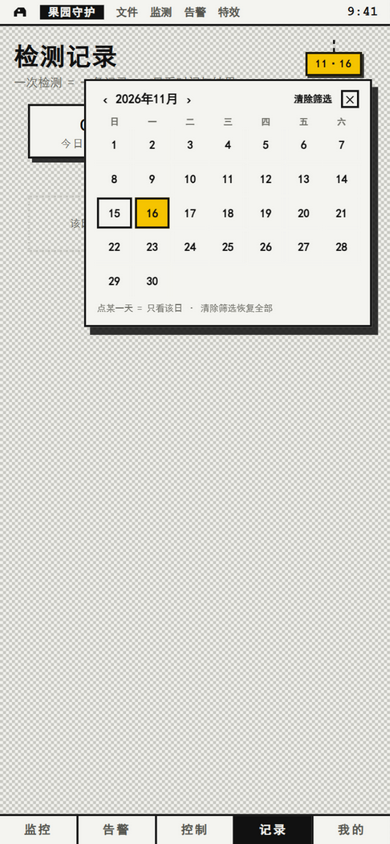 果园守护 文件 监测 告警 特效 9:41
检测记录
11·16
一次检测 =
‹ 2026年11月 › 清除筛选
日 一 二 三 四 五 六
1 2 3 4 5 6 7
8 9 10 11 12 13 14
15 16 17 18 19 20 21
22 23 24 25 26 27 28
29 30
点某一天 = 只看该日 · 清除筛选恢复全部
今日
该
监控 告警 控制 记录 我的